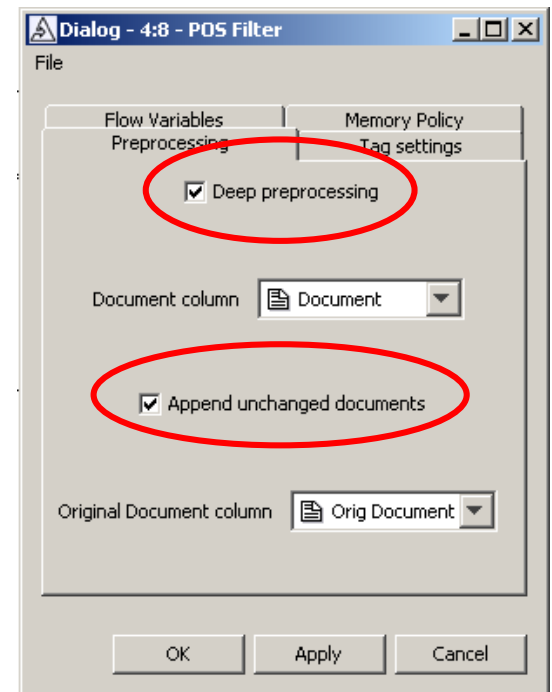 Dialog - 4:8 - POS Filter
File
Flow Variables
Memory Policy
Preprocessing
Tag settings
Deep preprocessing
Document column
Document
Append unchanged documents
Original Document column
Orig Document
OK
Apply
Cancel